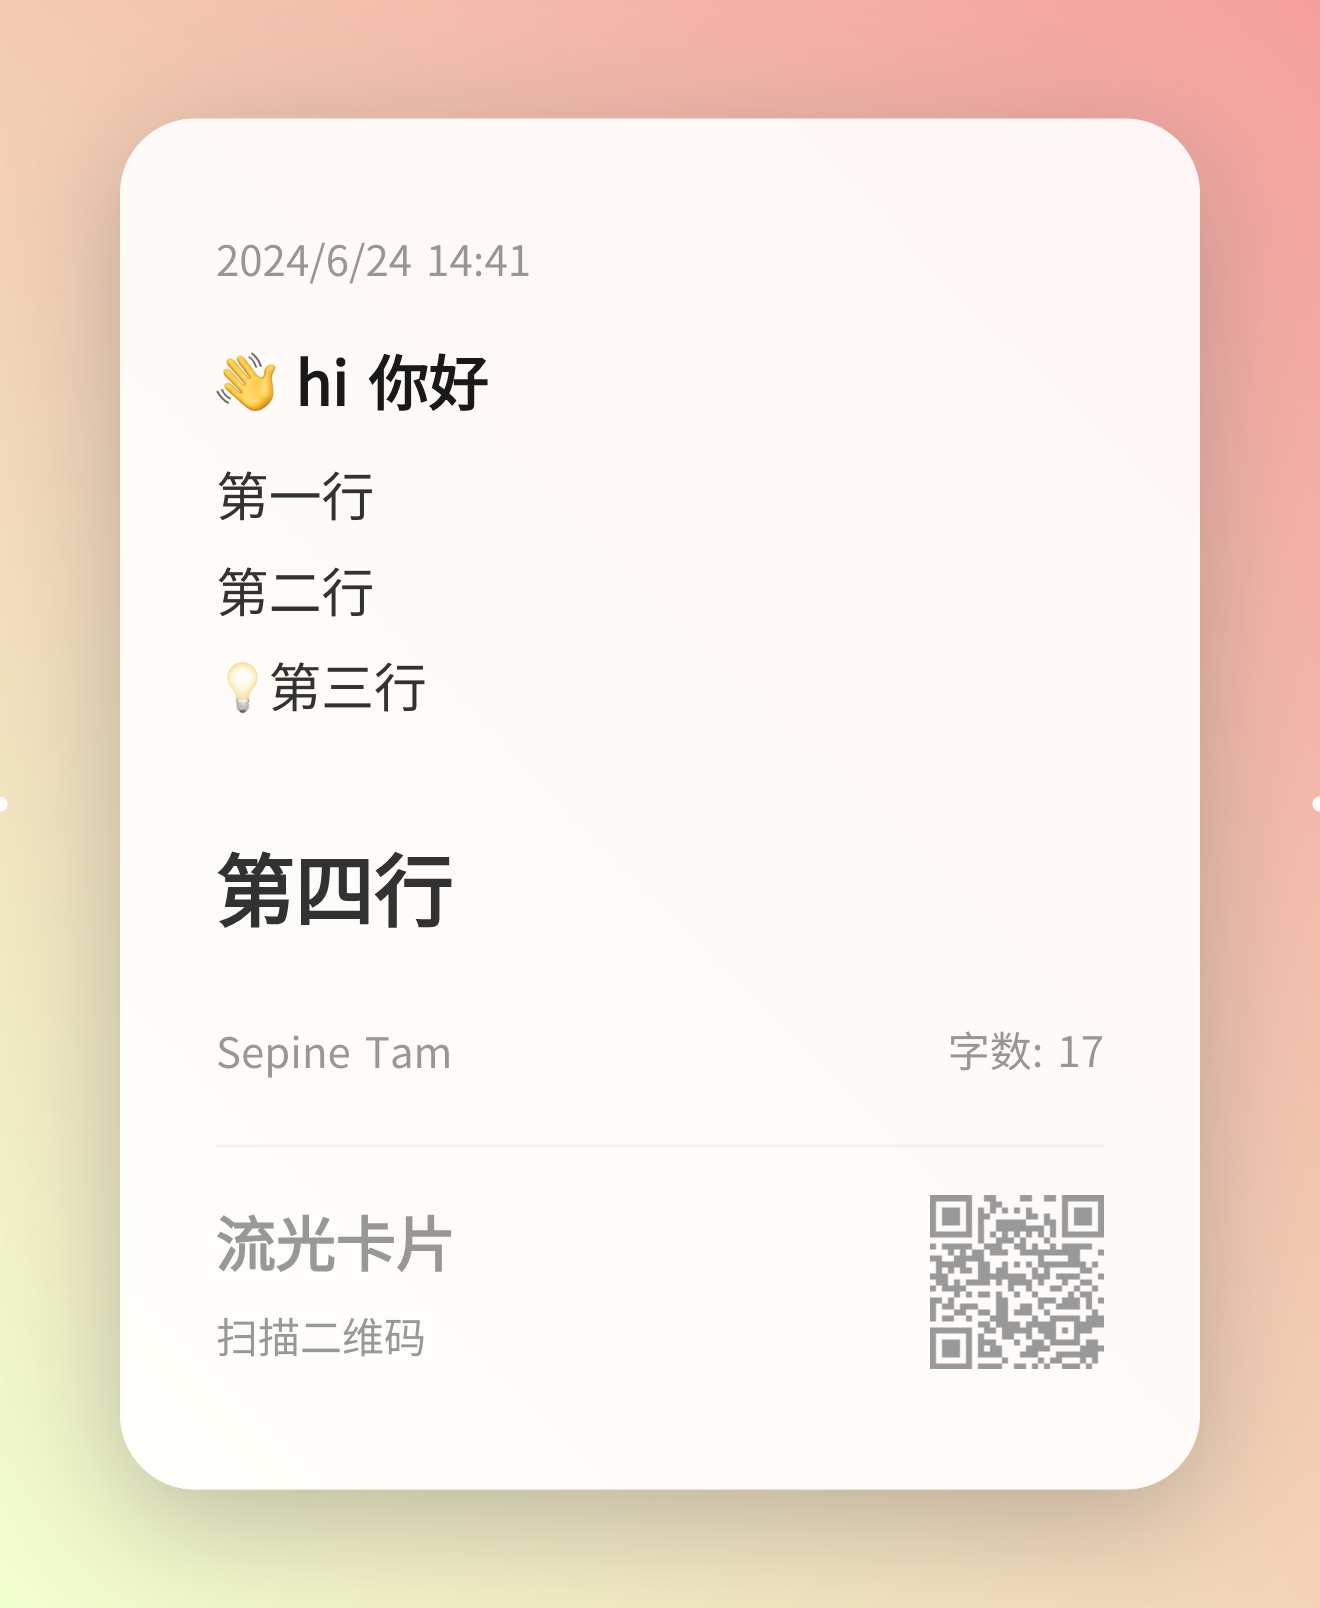 2024/6/24 14:41
👋 hi 你好
第一行
第二行
💡第三行
第四行
Sepine Tam
字数: 17
流光卡片
扫描二维码